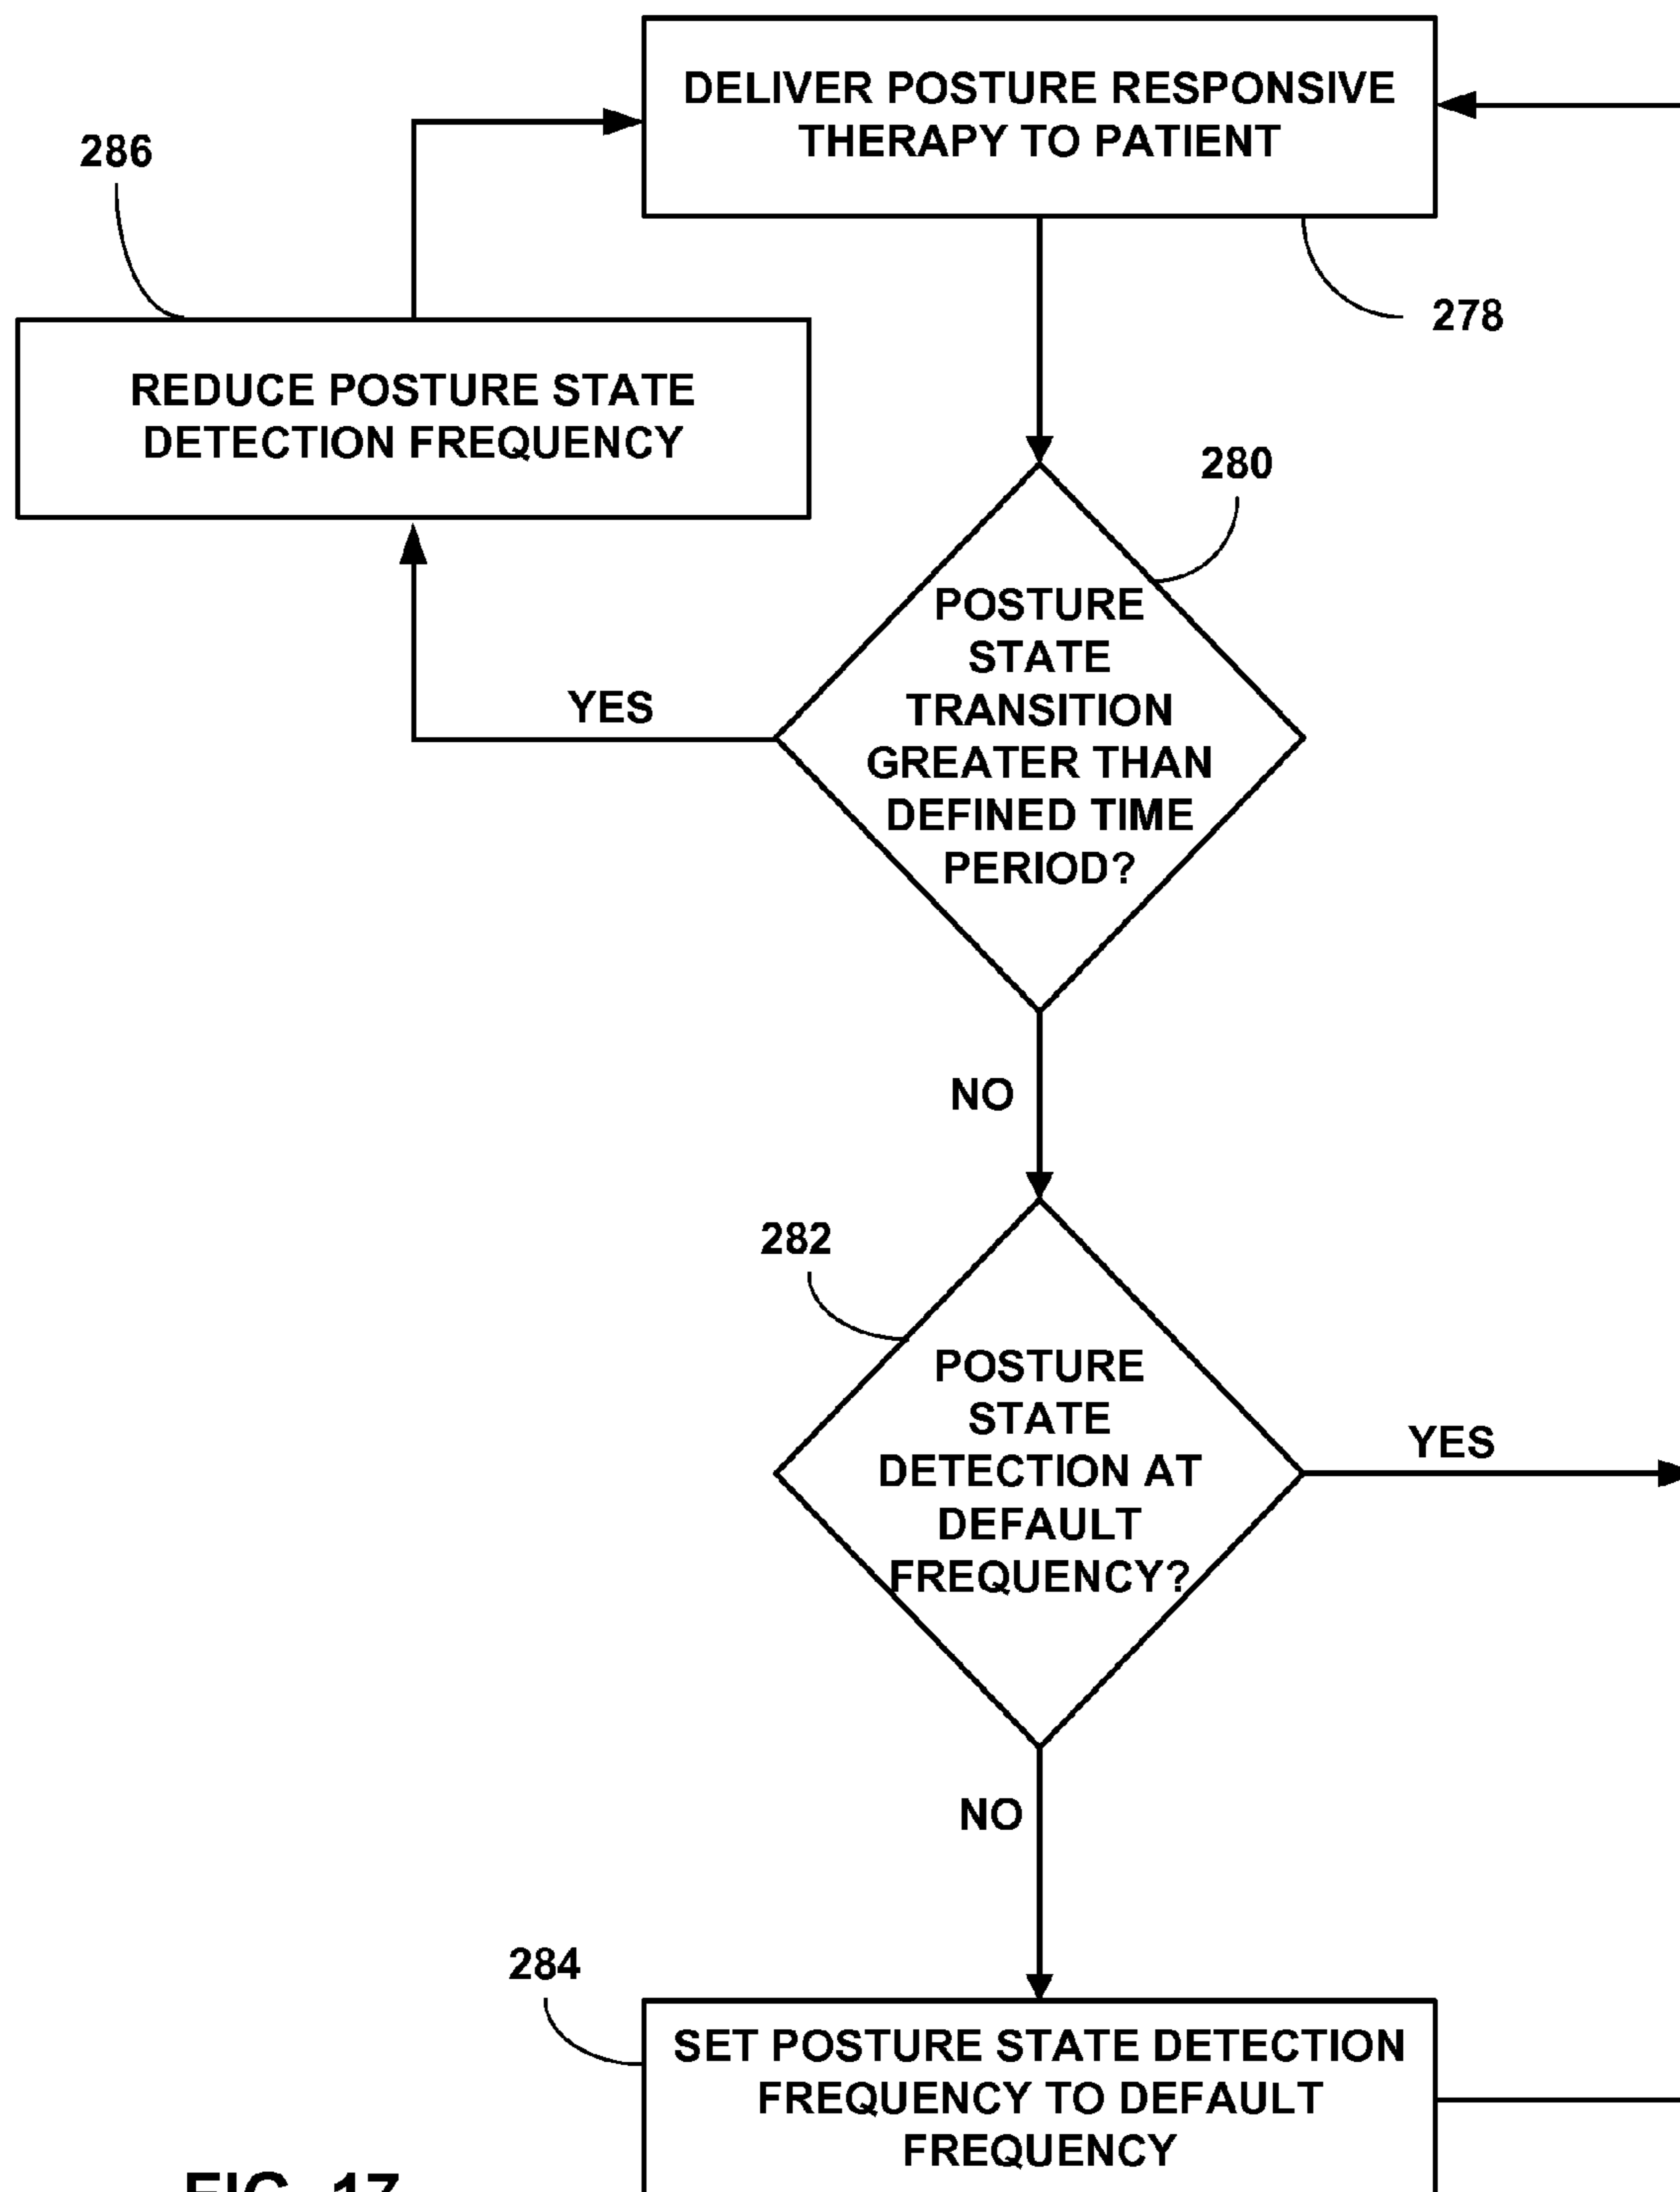 DELIVER POSTURE RESPONSIVE
THERAPY TO PATIENT
286
278
REDUCE POSTURE STATE
DETECTION FREQUENCY
280
POSTURE
STATE
TRANSITION
GREATER THAN
DEFINED TIME
PERIOD?
YES
NO
282
POSTURE
STATE
DETECTION AT
DEFAULT
FREQUENCY?
YES
NO
284
SET POSTURE STATE DETECTION
FREQUENCY TO DEFAULT
FREQUENCY
FIG. 17